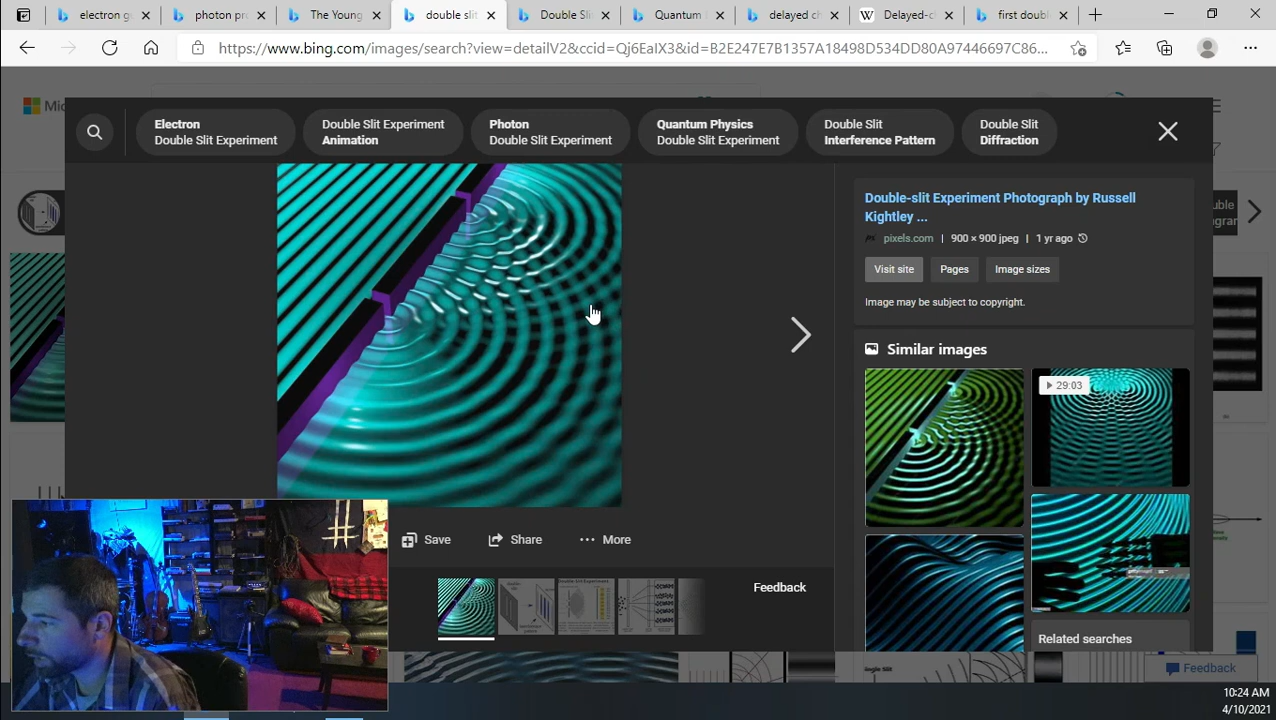 electron g
photon pr
The Young
double slit
Double Sli
Quantum
delayed ch
Delayed-c
first doub
https://www.bing.com/images/search?view=detailV2&ccid=Qj6EaIX3&id=B2E247E7B1357A18498D534DD80A97446697C86...
Mic
Electron
Double Slit Experiment
Double Slit Experiment
Animation
Photon
Double Slit Experiment
Quantum Physics
Double Slit Experiment
Double Slit
Interference Pattern
Double Slit
Diffraction
Double-slit Experiment Photograph by Russell
Kightley ...
pixels.com | 900 × 900 jpeg | 1 yr ago
Visit site
Pages
Image sizes
Image may be subject to copyright.
Similar images
29:03
Save
Share
More
Feedback
Related searches
Feedback
10:24 AM
4/10/2021